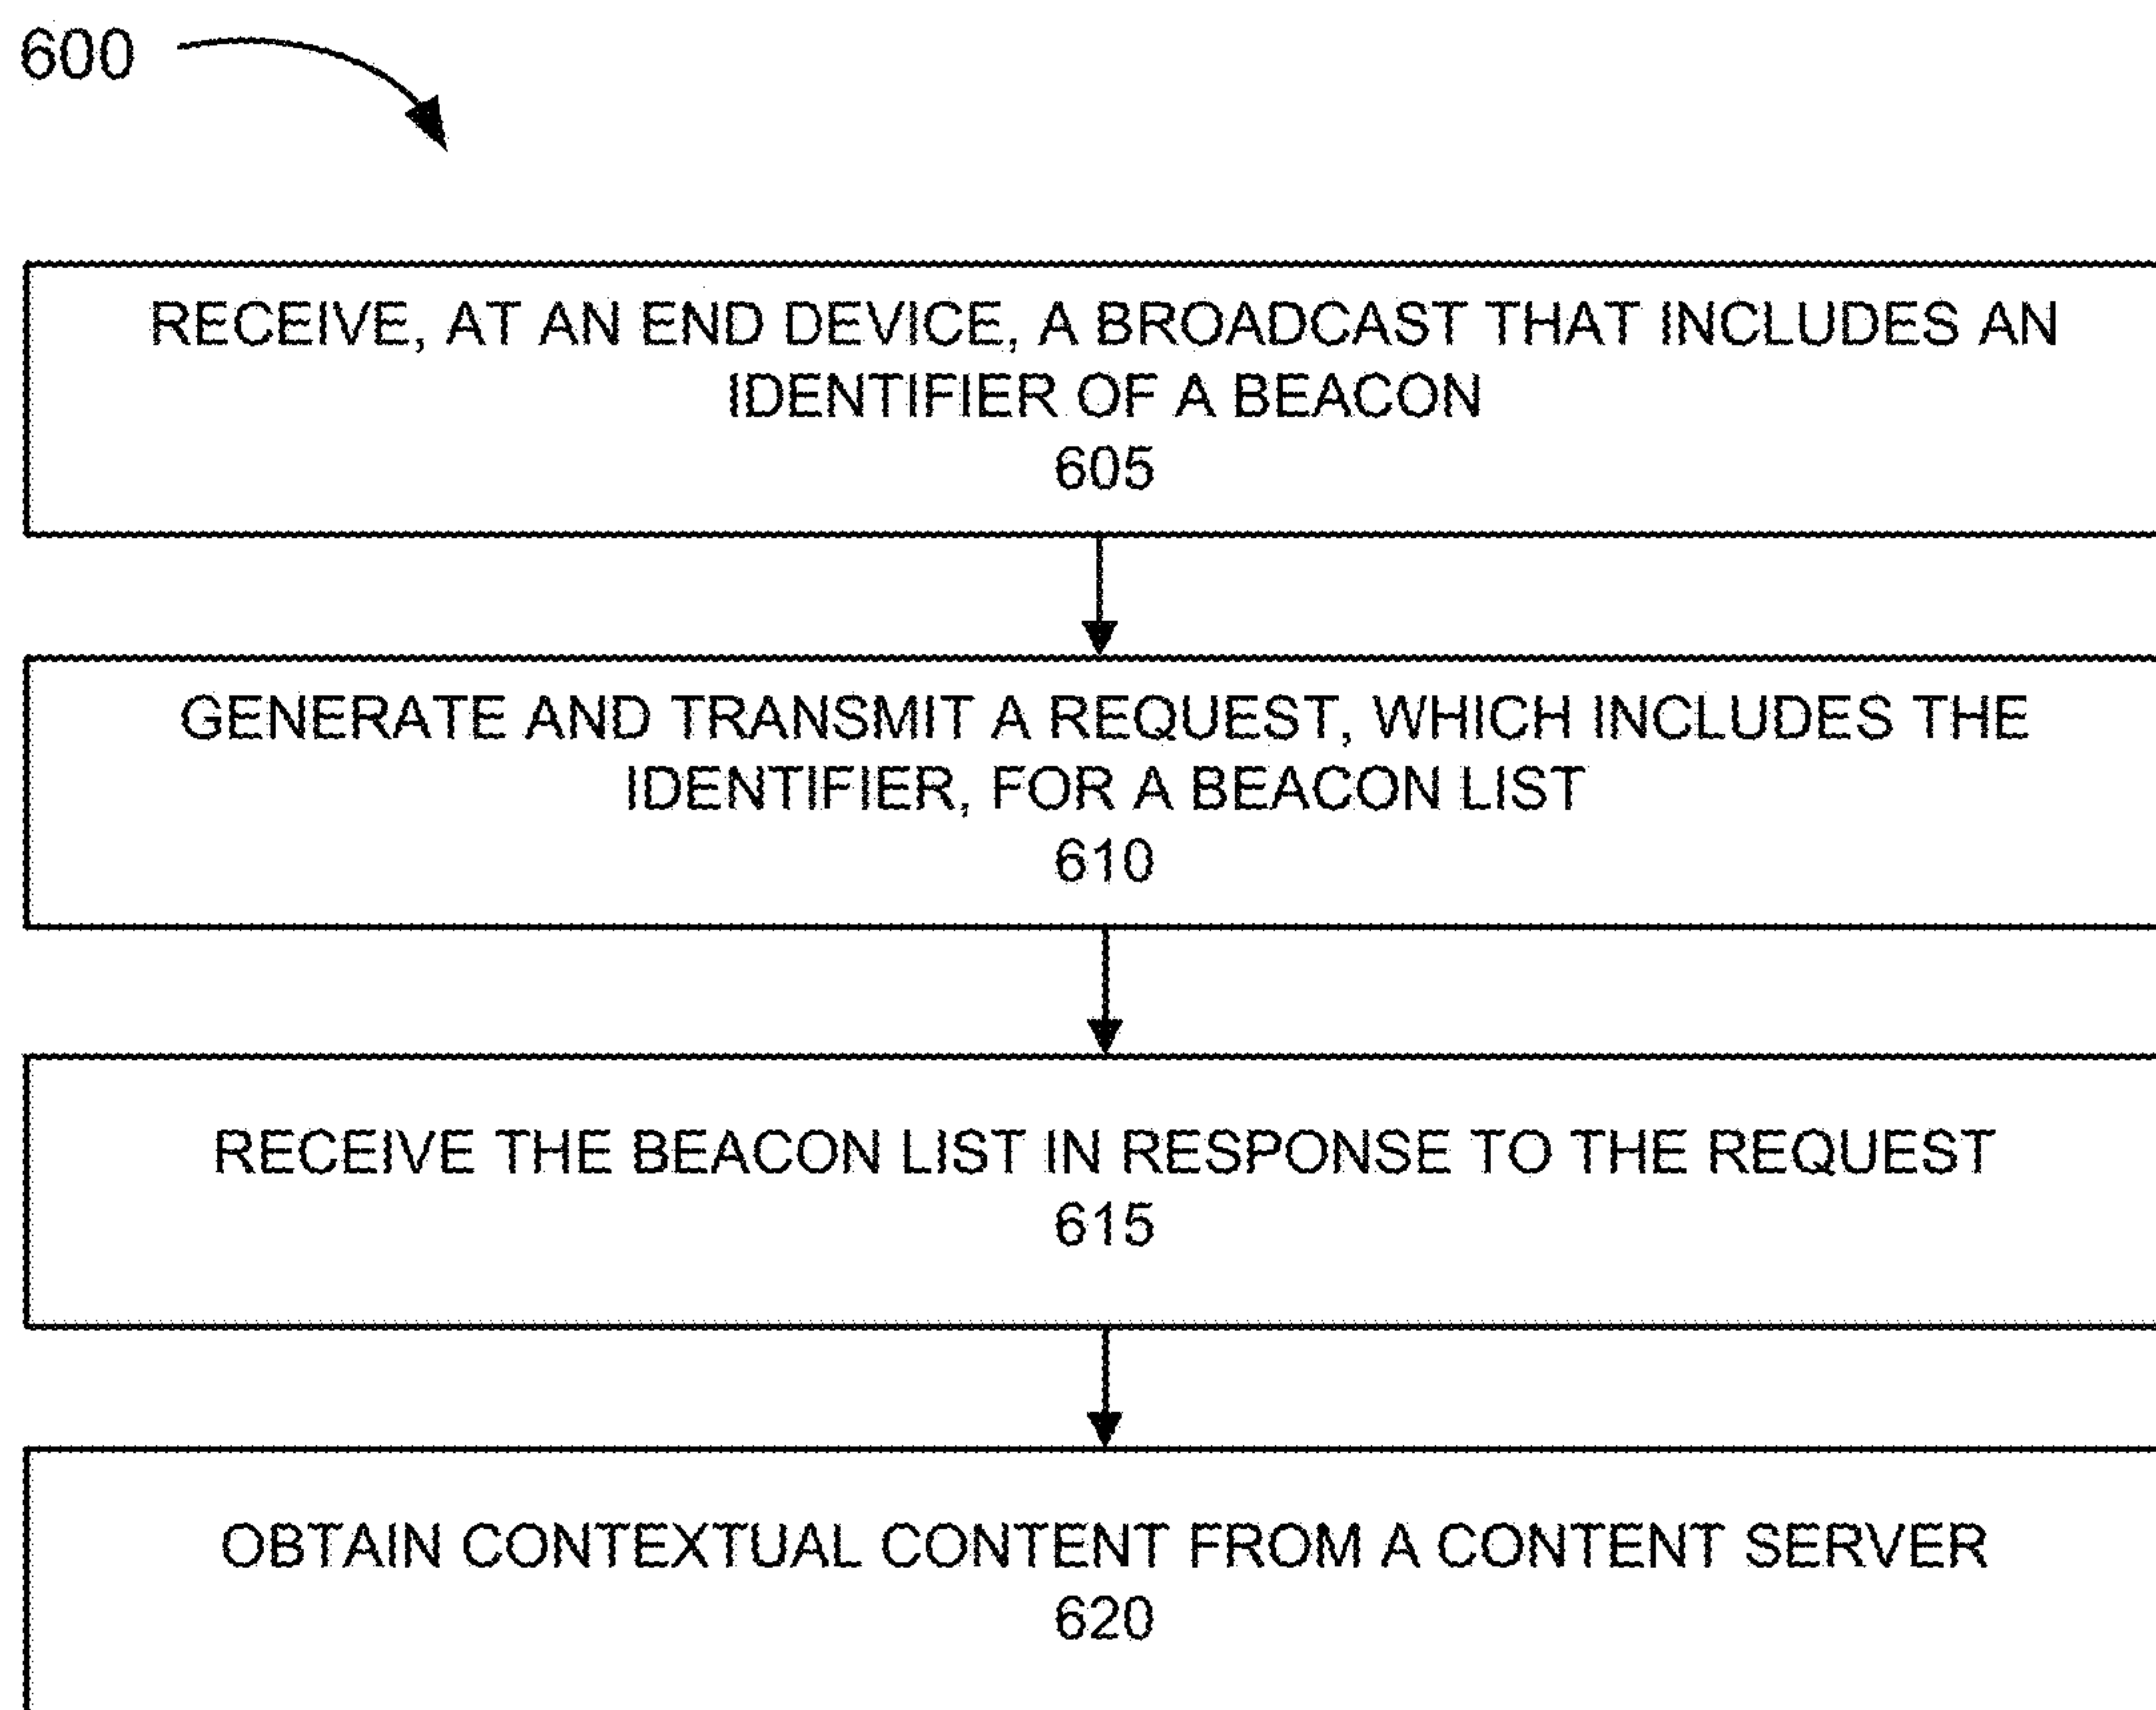 600
RECEIVE, AT AN END DEVICE, A BROADCAST THAT INCLUDES AN
IDENTIFIER OF A BEACON
605
GENERATE AND TRANSMIT A REQUEST, WHICH INCLUDES THE
IDENTIFIER, FOR A BEACON LIST
610
RECEIVE THE BEACON LIST IN RESPONSE TO THE REQUEST
615
OBTAIN CONTEXTUAL CONTENT FROM A CONTENT SERVER
620